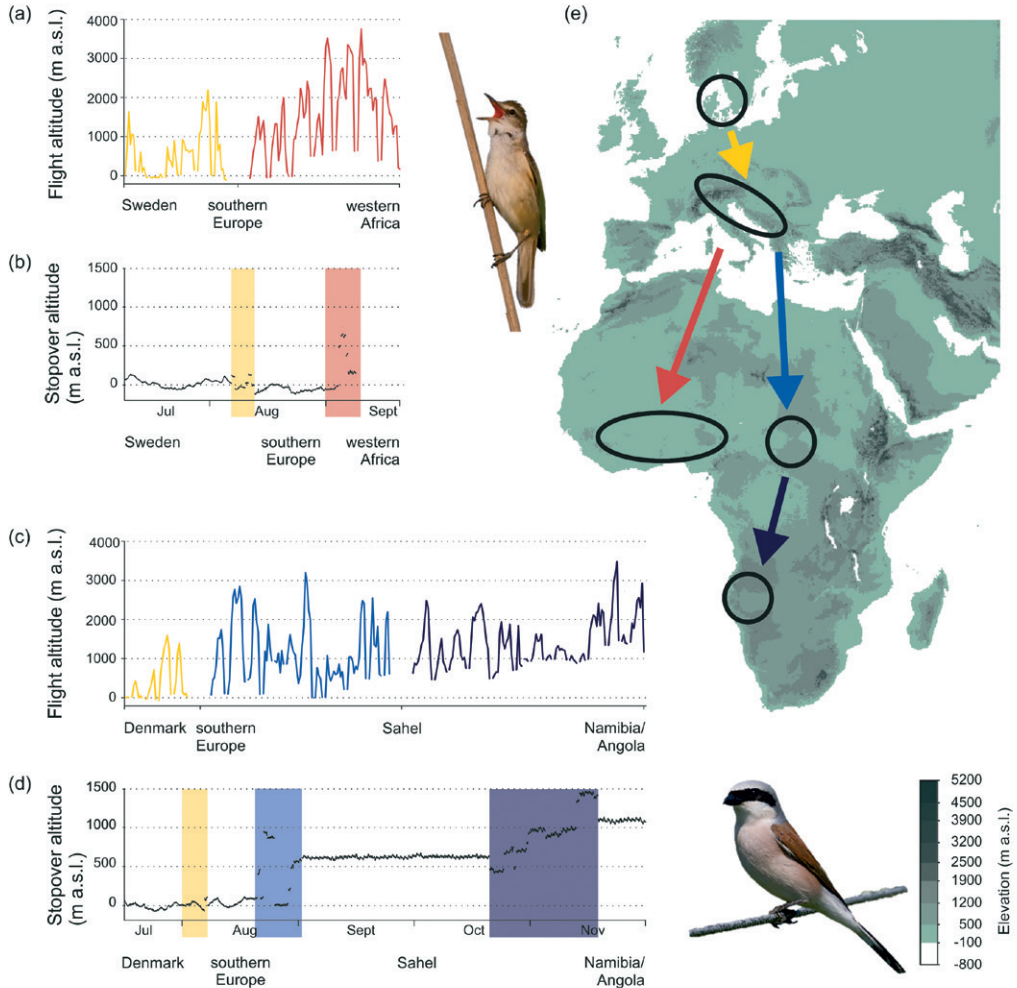 (a)
Flight altitude (m a.s.l.)
4000
3000
2000
1000
0
Sweden
southern
Europe
western
Africa
(b)
Stopover altitude
(m a.s.l.)
1500
1000
500
0
Jul
Aug
Sept
Sweden
southern
Europe
western
Africa
(c)
Flight altitude (m a.s.l.)
4000
3000
2000
1000
0
Denmark
southern
Europe
Sahel
Namibia/
Angola
(d)
Stopover altitude
(m a.s.l.)
1500
1000
500
0
Jul
Aug
Sept
Oct
Nov
Denmark
southern
Europe
Sahel
Namibia/
Angola
(e)
5200
4500
3900
3200
2500
1900
1200
500
-100
-800
Elevation (m a.s.l.)